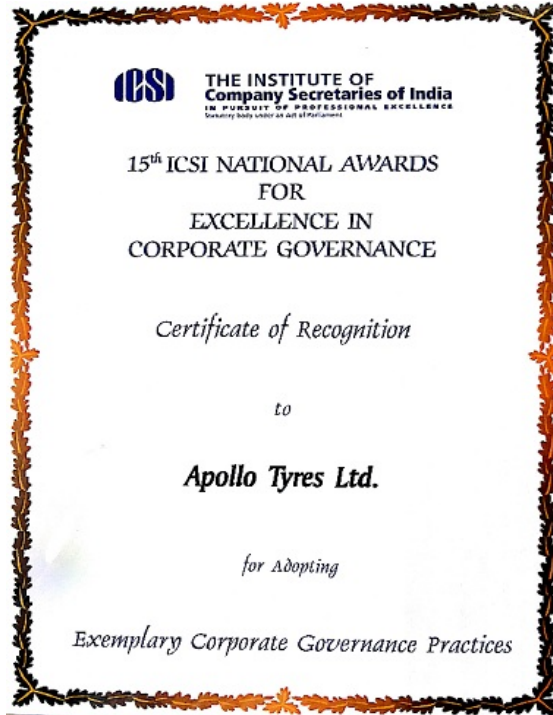 ICSI
THE INSTITUTE OF
Company Secretaries of India
IN PURSUIT OF PROFESSIONAL EXCELLENCE
Statutory body under an Act of Parliament
15th ICSI NATIONAL AWARDS
FOR
EXCELLENCE IN
CORPORATE GOVERNANCE
Certificate of Recognition
to
Apollo Tyres Ltd.
for Adopting
Exemplary Corporate Governance Practices